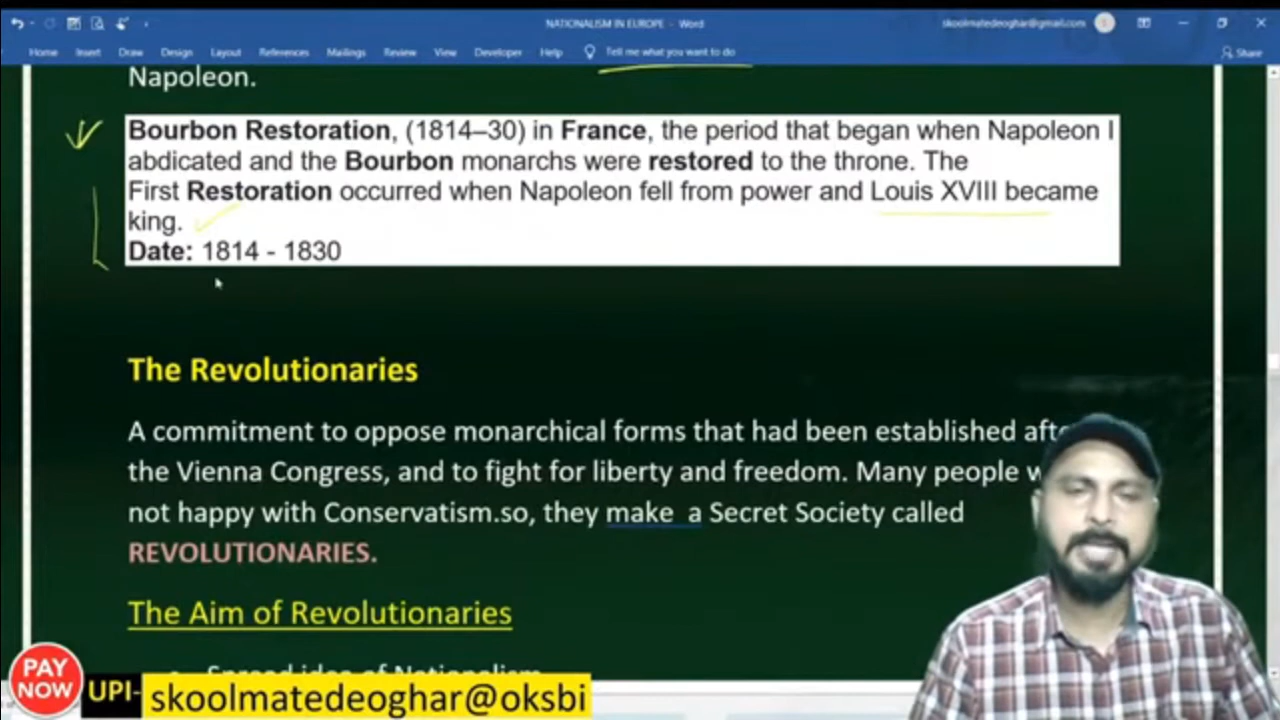 NATIONALISM IN EUROPE - Word
skoolmatedeoghar@gmail.com
Home Insert Draw Design Layout References Mailings Review View Developer Help Tell me what you want to do Share
Napoleon.
Bourbon Restoration, (1814–30) in France, the period that began when Napoleon I
abdicated and the Bourbon monarchs were restored to the throne. The
First Restoration occurred when Napoleon fell from power and Louis XVIII became
king.
Date: 1814 - 1830
The Revolutionaries
A commitment to oppose monarchical forms that had been established
the Vienna Congress, and to fight for liberty and freedom. Many people
not happy with Conservatism.so, they make a Secret Society called
REVOLUTIONARIES.
The Aim of Revolutionaries
Spread idea of Nationalism
PAY
NOW
UPI- skoolmatedeoghar@oksbi